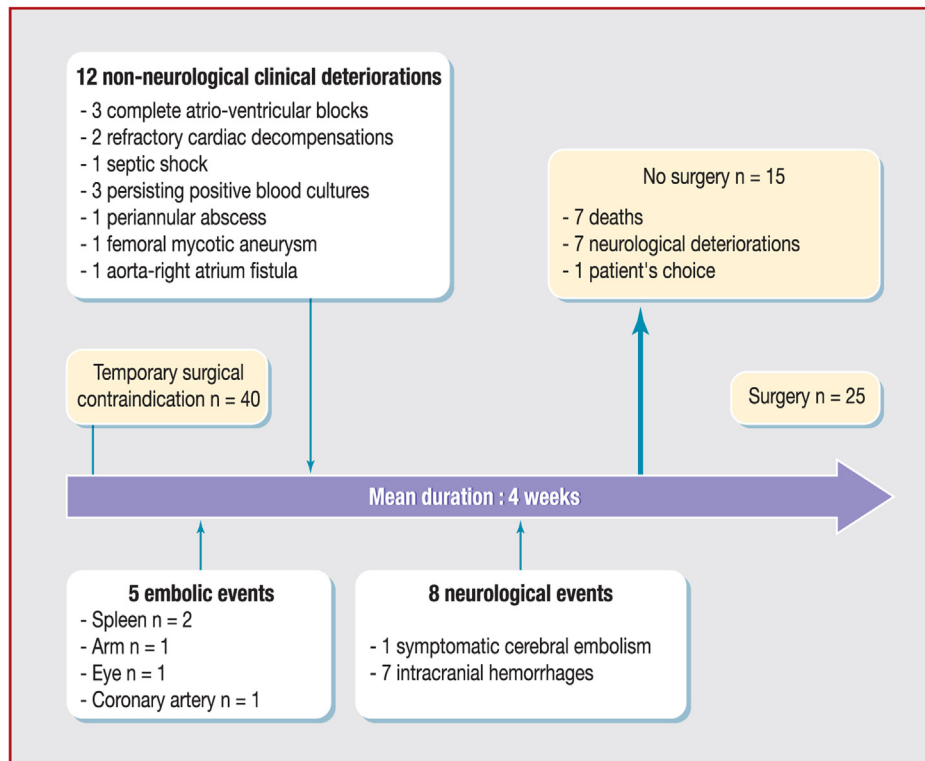 12 non-neurological clinical deteriorations
- 3 complete atrio-ventricular blocks
- 2 refractory cardiac decompensations
- 1 septic shock
- 3 persisting positive blood cultures
- 1 periannular abscess
- 1 femoral mycotic aneurysm
- 1 aorta-right atrium fistula
No surgery n = 15
- 7 deaths
- 7 neurological deteriorations
- 1 patient's choice
Temporary surgical
contraindication n = 40
Surgery n = 25
Mean duration : 4 weeks
5 embolic events
- Spleen n = 2
- Arm n = 1
- Eye n = 1
- Coronary artery n = 1
8 neurological events
- 1 symptomatic cerebral embolism
- 7 intracranial hemorrhages